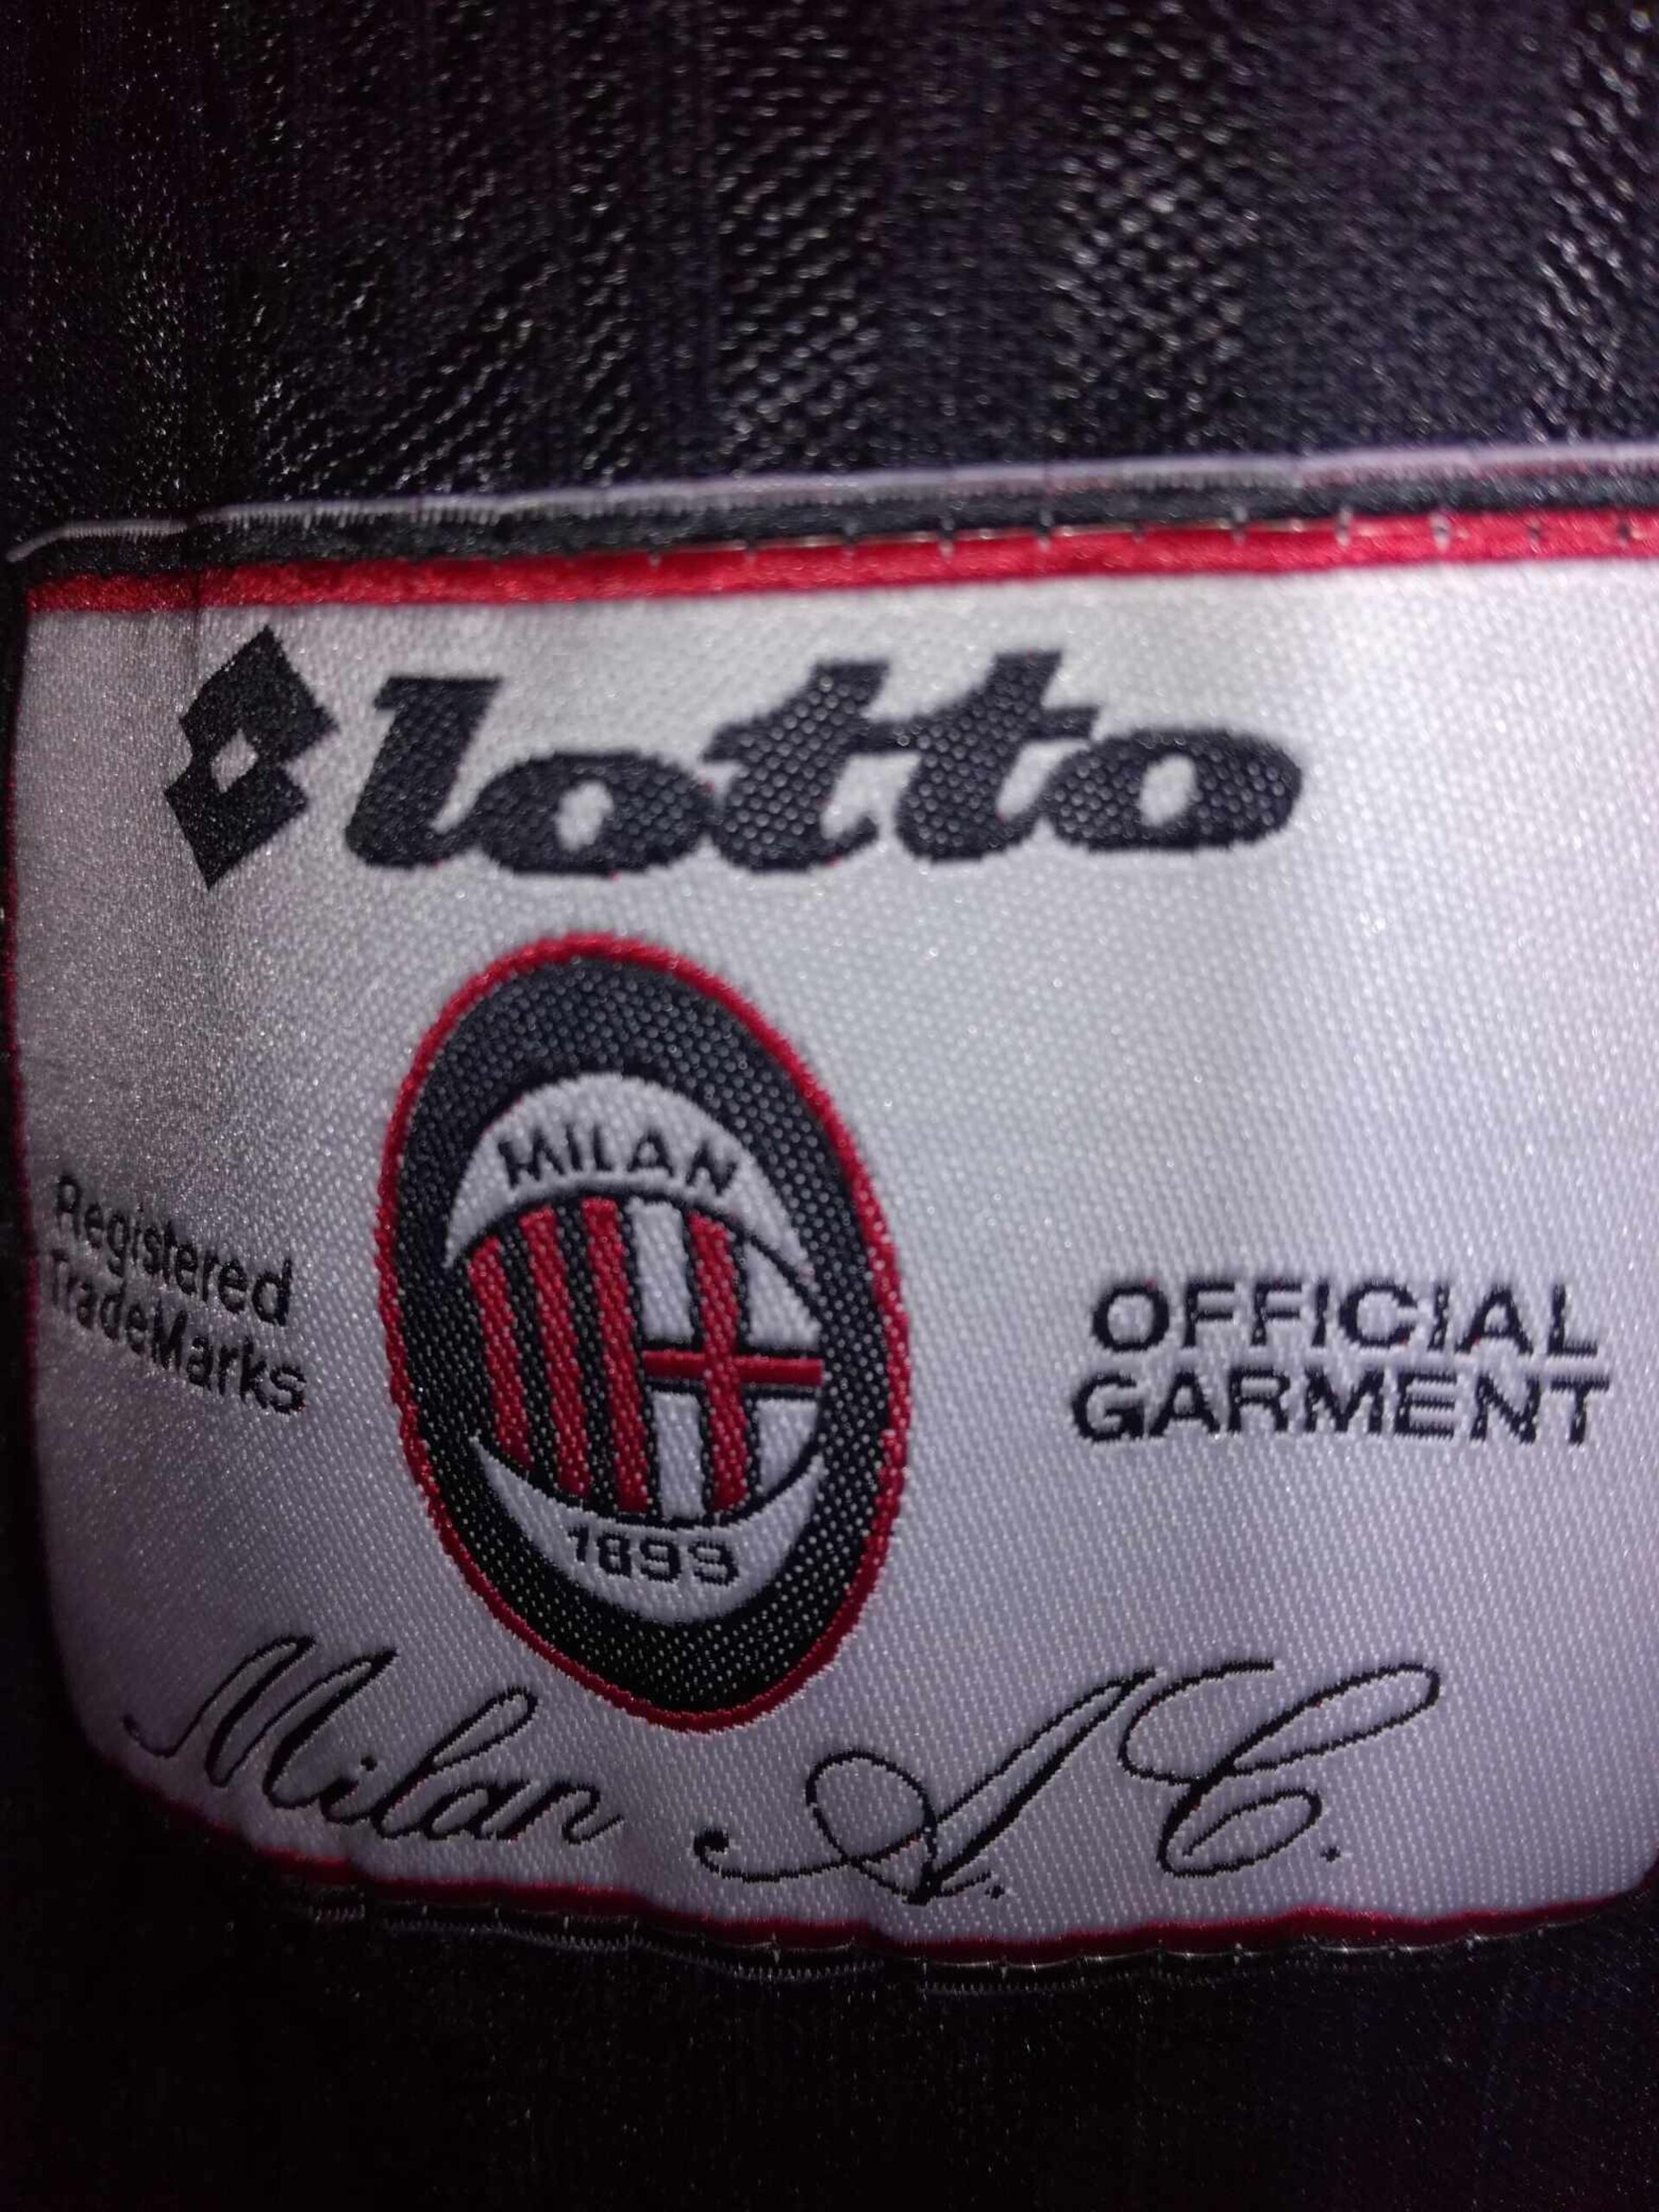 lotto
MILAN
Registered
TradeMarks
OFFICIAL
GARMENT
1899
Milan A.C.